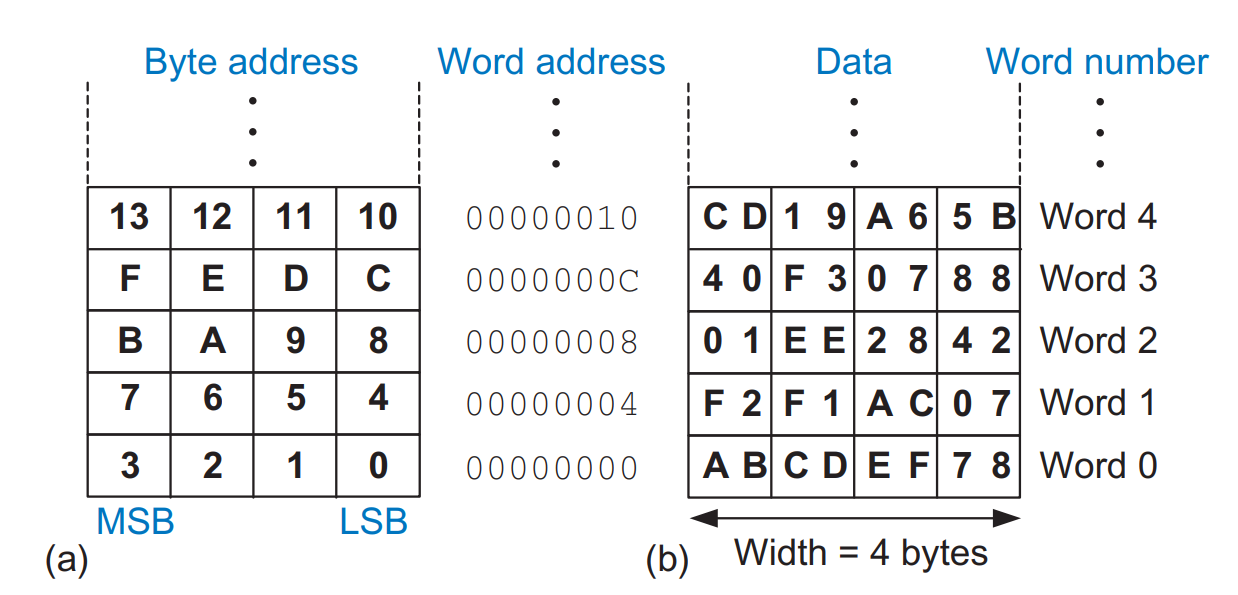 Byte address Word address Data Word number
13 12 11 10 00000010 C D 1 9 A 6 5 B Word 4
F E D C 0000000C 4 0 F 3 0 7 8 8 Word 3
B A 9 8 00000008 0 1 E E 2 8 4 2 Word 2
7 6 5 4 00000004 F 2 F 1 A C 0 7 Word 1
3 2 1 0 00000000 A B C D E F 7 8 Word 0
MSB LSB
(a) (b) Width = 4 bytes